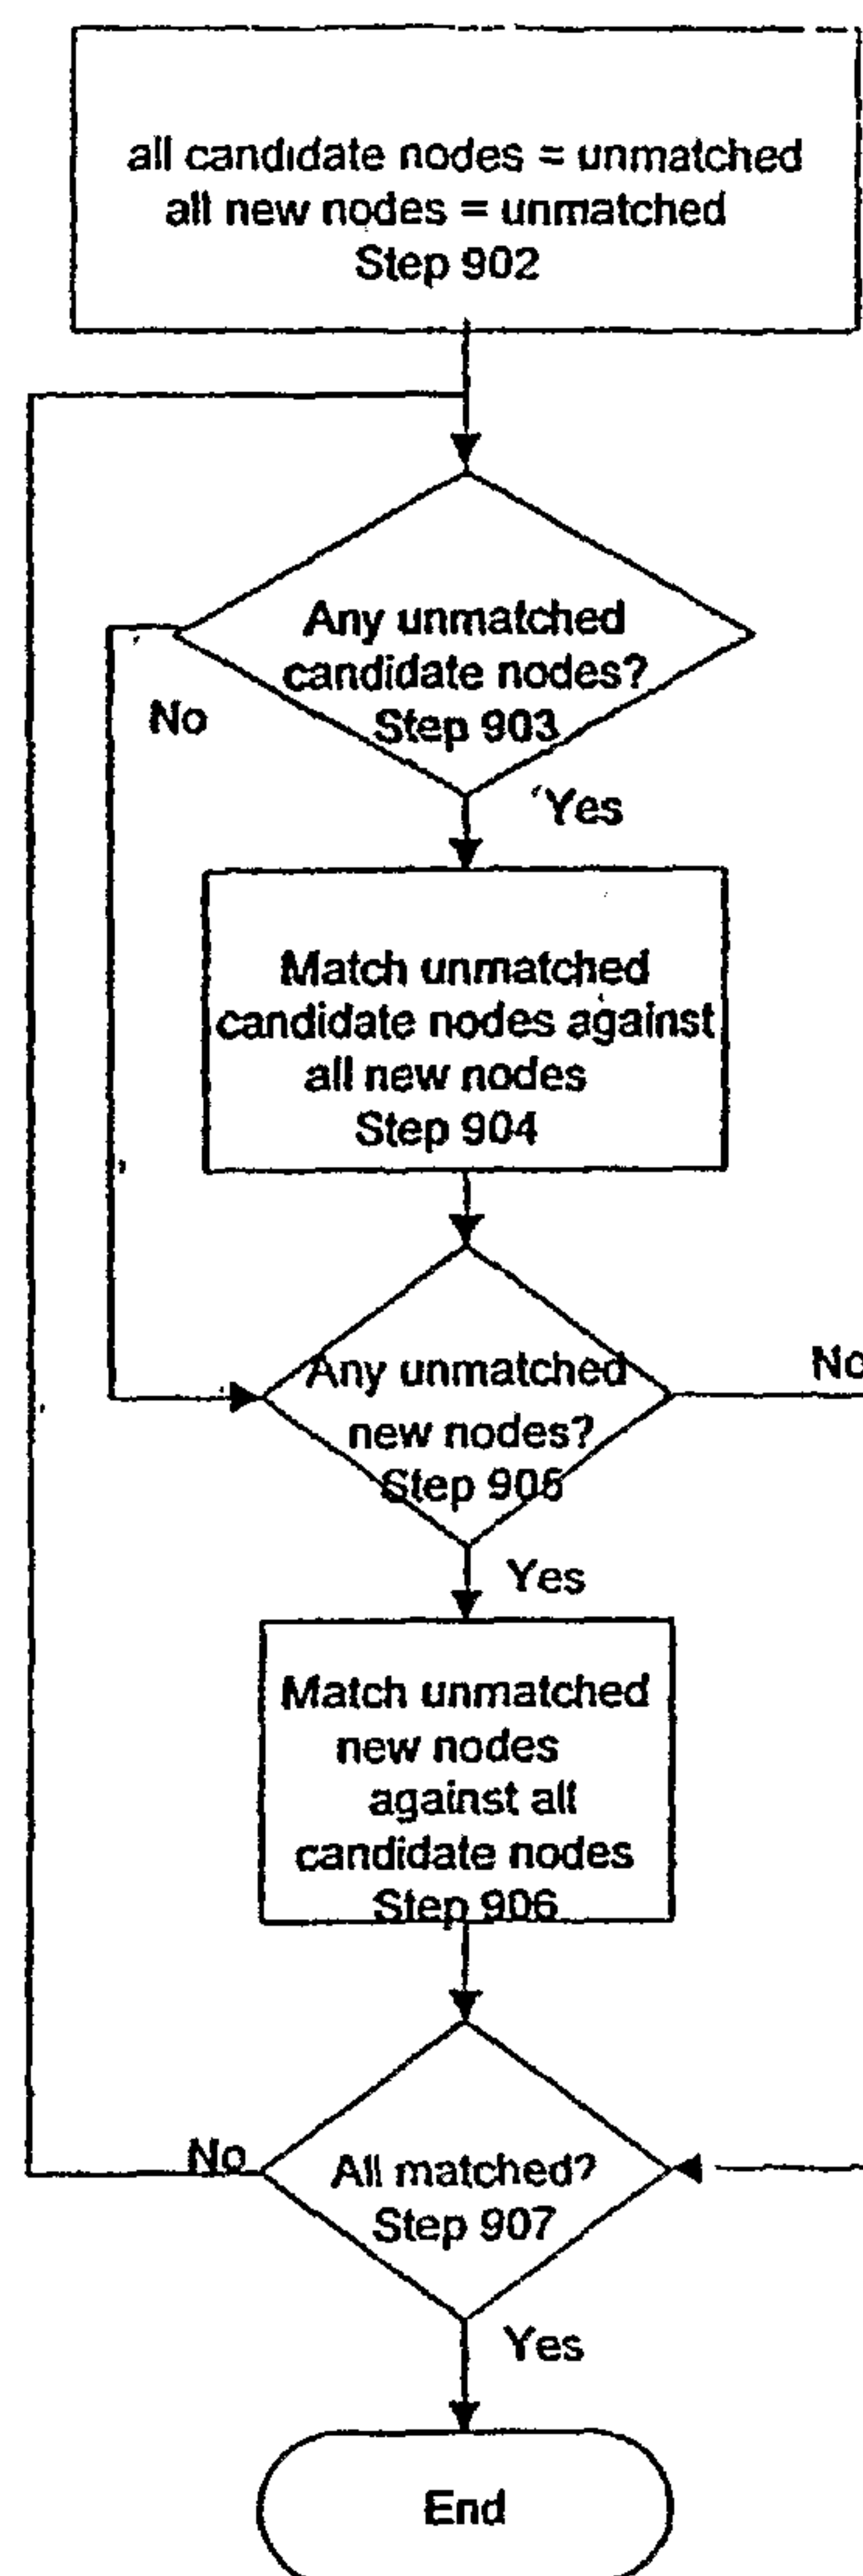 all candidate nodes = unmatched
all new nodes = unmatched
Step 902
Any unmatched
candidate nodes?
Step 903
No
Yes
Match unmatched
candidate nodes against
all new nodes
Step 904
Any unmatched
new nodes?
Step 905
No
Yes
Match unmatched
new nodes
against all
candidate nodes
Step 906
No
All matched?
Step 907
Yes
End